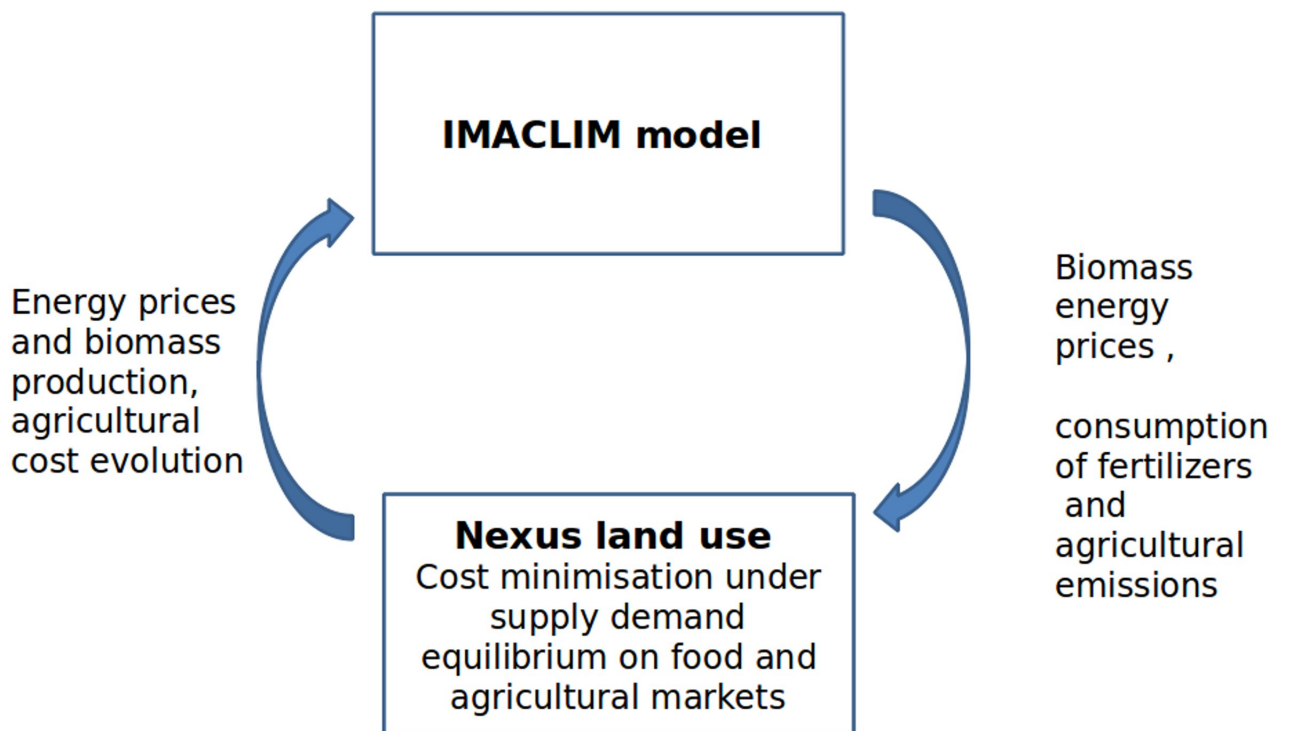 IMACLIM model
Energy prices
and biomass
production,
agricultural
cost evolution
Biomass
energy
prices ,
consumption
of fertilizers
and
agricultural
emissions
Nexus land use
Cost minimisation under
supply demand
equilibrium on food and
agricultural markets